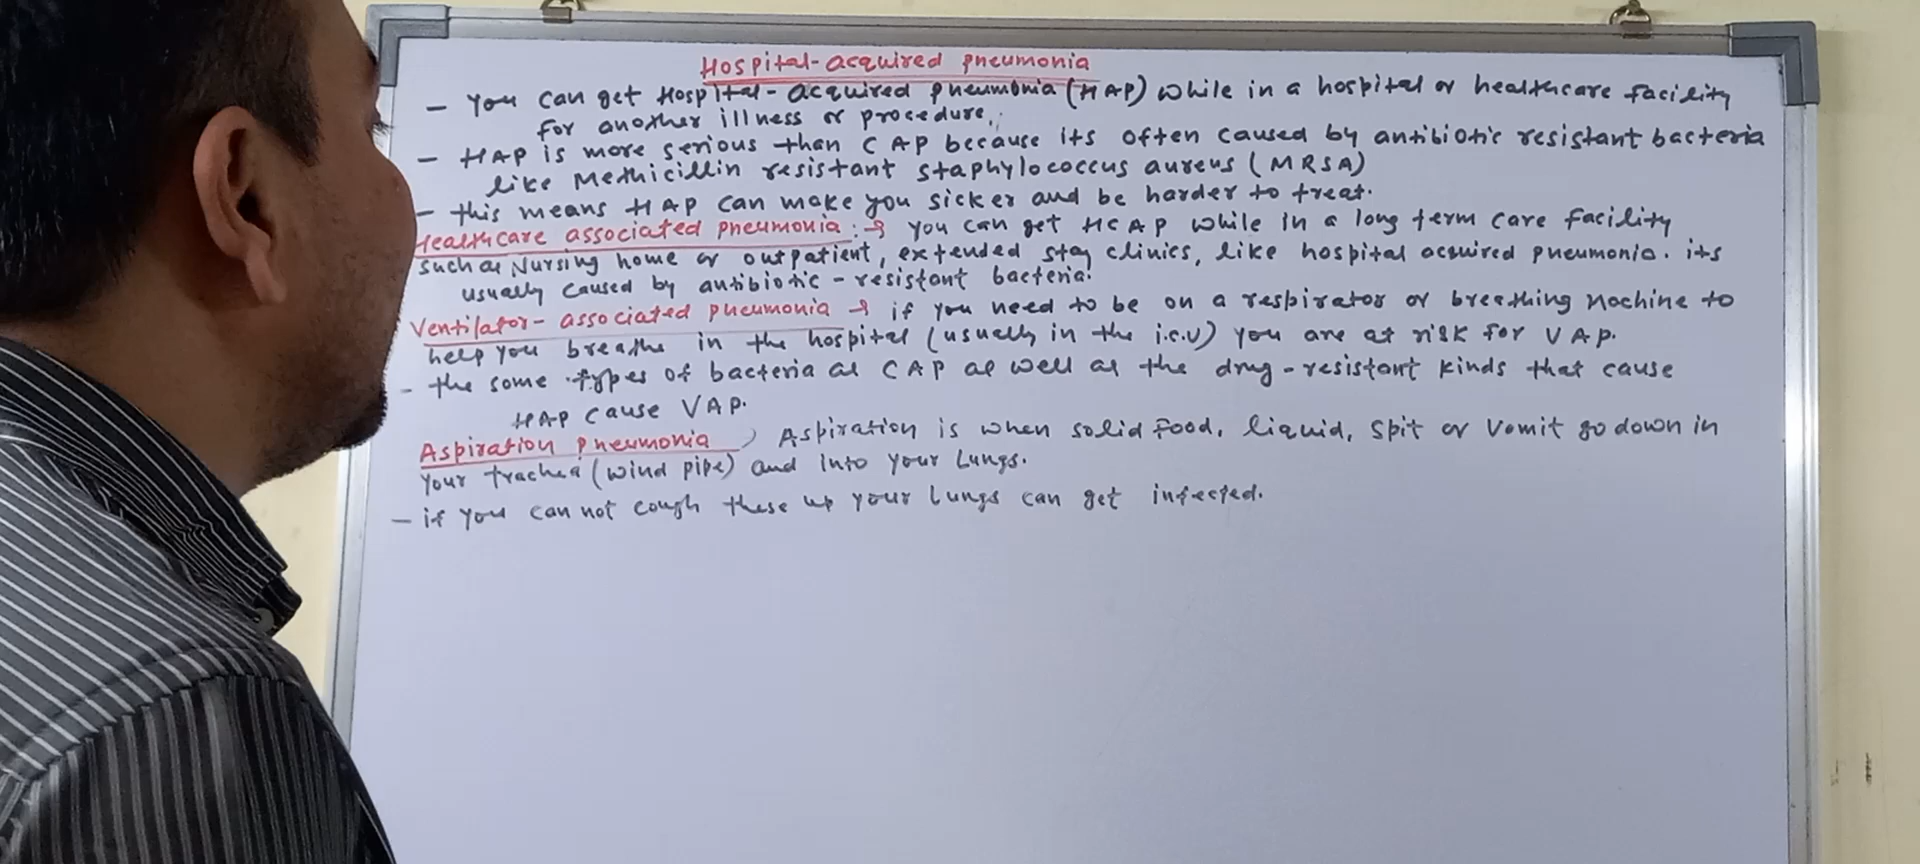 Hospital-acquired pneumonia
- You can get Hospital-acquired pneumonia (HAP) while in a hospital or healthcare facility
for another illness or procedure.
- HAP is more serious than CAP because its often caused by antibiotic resistant bacteria
like Methicillin resistant staphylococcus aureus (MRSA)
- this means HAP can make you sicker and be harder to treat.
Healthcare associated pneumonia :→ you can get HCAP while in a long term care facility
such as Nursing home or outpatient, extended stay clinics, like hospital acquired pneumonia. its
usually caused by antibiotic-resistant bacteria.
Ventilator-associated pneumonia → if you need to be on a respirator or breathing machine to
help you breathe in the hospital (usually in the i.c.u) you are at risk for VAP.
- the some types of bacteria as CAP as well as the drug-resistant kinds that cause
HAP cause VAP.
Aspiration pneumonia ) Aspiration is when solid food, liquid, spit or vomit go down in
your trachea (wind pipe) and into your Lungs.
- if you can not cough these up your lungs can get infected.